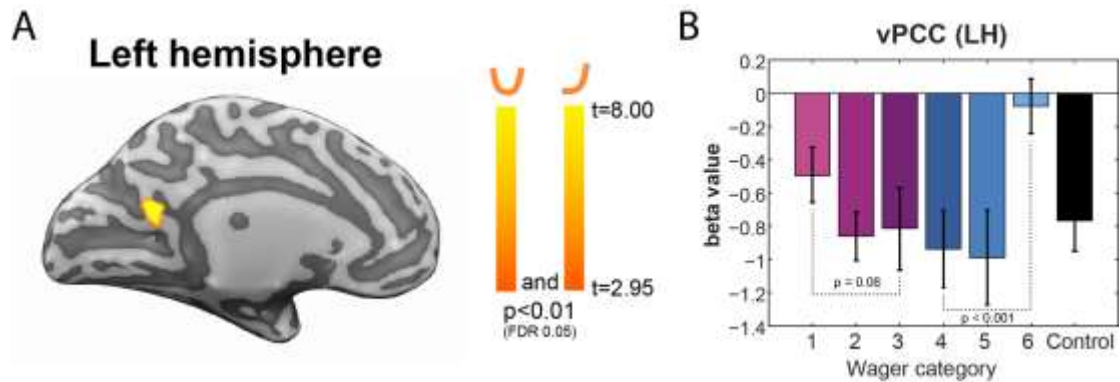 A
Left hemisphere
t=8.00
t=2.95
and
p<0.01
(FDR 0.05)
B
vPCC (LH)
beta value
0.2
0
−0.2
−0.4
−0.6
−0.8
−1
−1.2
−1.4
p = 0.08
p < 0.001
1 2 3 4 5 6 Control
Wager category